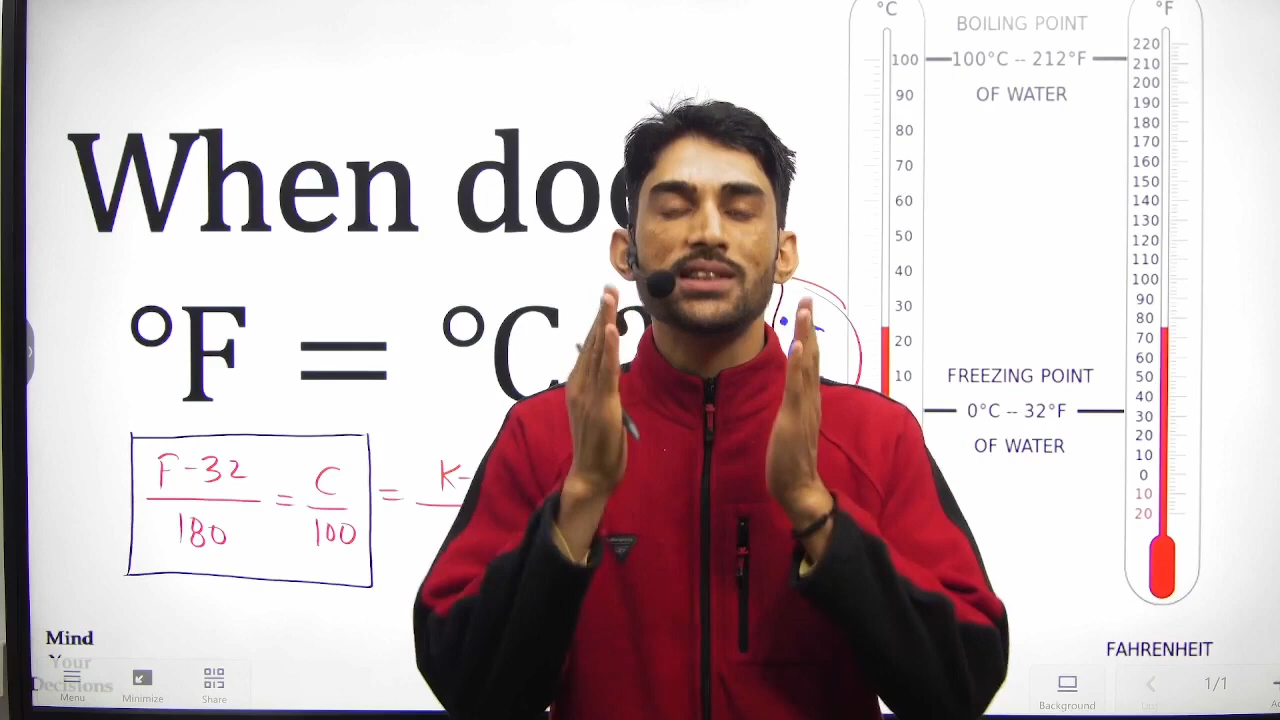 When doe
°F = °C ?
F-32 / 180 = C / 100 = K-
Mind
Your
Decisions
Menu
Minimize
Share
°C
100
90
80
70
60
50
40
30
20
10
BOILING POINT
100°C -- 212°F
OF WATER
FREEZING POINT
0°C -- 32°F
OF WATER
°F
220
210
200
190
180
170
160
150
140
130
120
110
100
90
80
70
60
50
40
30
20
10
0
10
20
FAHRENHEIT
Background
1/1